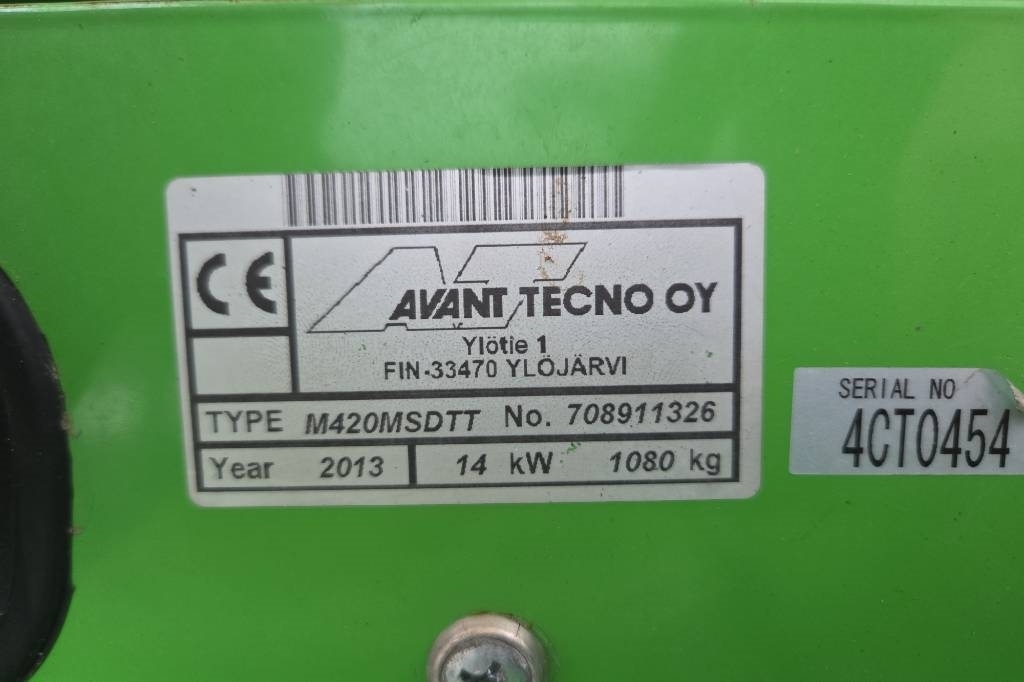 CE
AVANT TECNO OY
Ylötie 1
FIN-33470 YLÖJÄRVI
TYPE M420MSDTT No. 708911326
Year 2013 14 kW 1080 kg
SERIAL NO
4CT0454